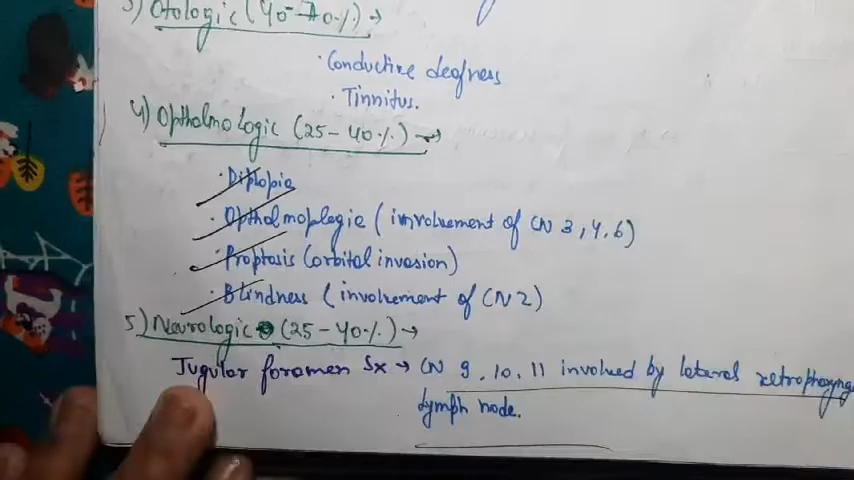 3) Otologic (40-70%) →
· Conductive deafness
· Tinnitus.
4) Opthalmologic (25-40%) →
· Diplopia
· Opthalmoplegia (involvement of CN 3, 4, 6)
· Proptosis (orbital invasion)
· Blindness (involvement of CN 2)
5) Neurologic (25-40%) →
Jugular foramen Sx → CN 9, 10, 11 involved by lateral retropharynge
lymph node.